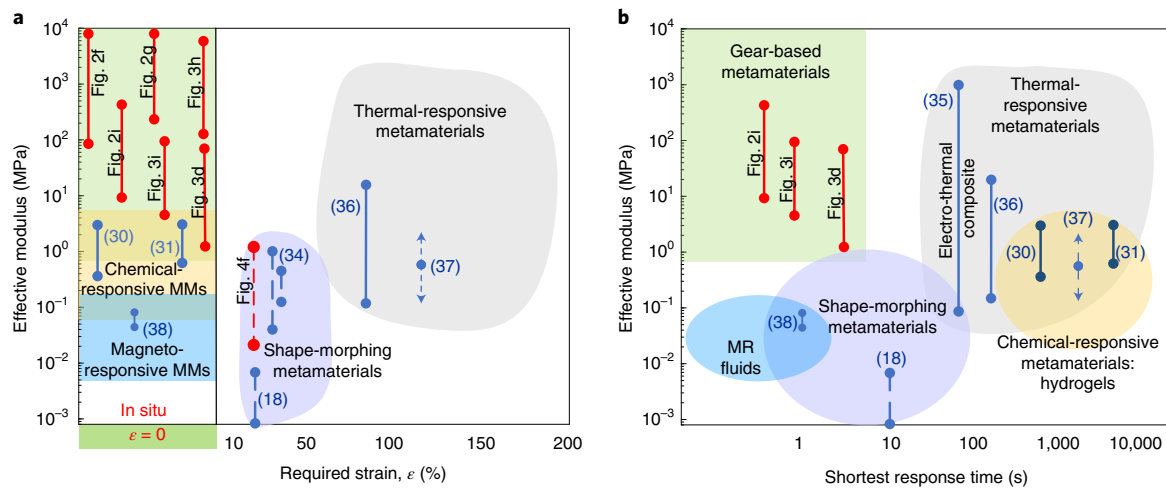 a
10⁴
10³
10²
10¹
10⁰
10⁻¹
10⁻²
10⁻³
Effective modulus (MPa)
Fig. 2f
Fig. 2i
Fig. 2g
Fig. 3i
Fig. 3h
Fig. 3d
(30)
(31)
Chemical-
responsive MMs
(38)
Magneto-
responsive MMs
In situ
ε = 0
Thermal-responsive
metamaterials
(36)
(37)
Fig. 4f
(34)
Shape-morphing
metamaterials
(18)
10
50
100
150
200
Required strain, ε (%)
b
10⁴
10³
10²
10¹
10⁰
10⁻¹
10⁻²
10⁻³
Effective modulus (MPa)
Gear-based
metamaterials
Fig. 2i
Fig. 3i
Fig. 3d
(35)
Thermal-
responsive
metamaterials
Electro-thermal
composite
(36)
(30)
(37)
(31)
Shape-morphing
metamaterials
(38)
MR
fluids
(18)
Chemical-responsive
metamaterials:
hydrogels
1
10
100
1,000
10,000
Shortest response time (s)